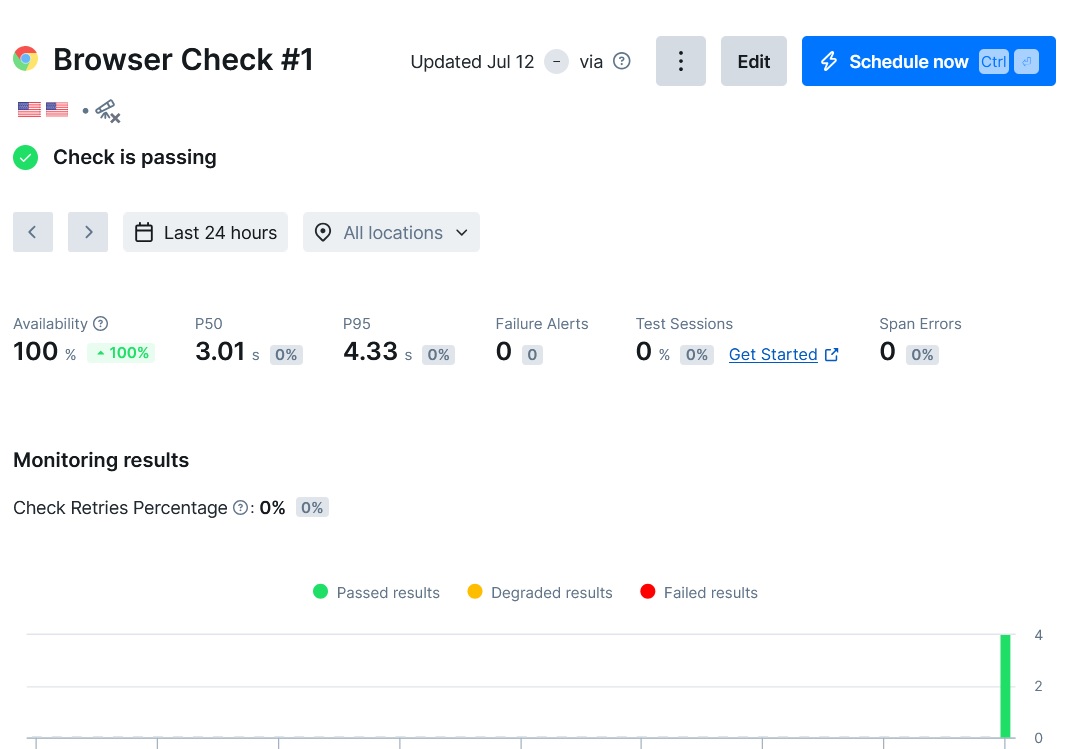 Browser Check #1
Updated Jul 12 – via ?
Edit
Schedule now Ctrl ⏎
Check is passing
Last 24 hours
All locations
Availability ? P50 P95 Failure Alerts Test Sessions Span Errors
100 % 100% 3.01 s 0% 4.33 s 0% 0 0 0 % 0% Get Started 0 0%
Monitoring results
Check Retries Percentage ? : 0% 0%
Passed results Degraded results Failed results
4
2
0